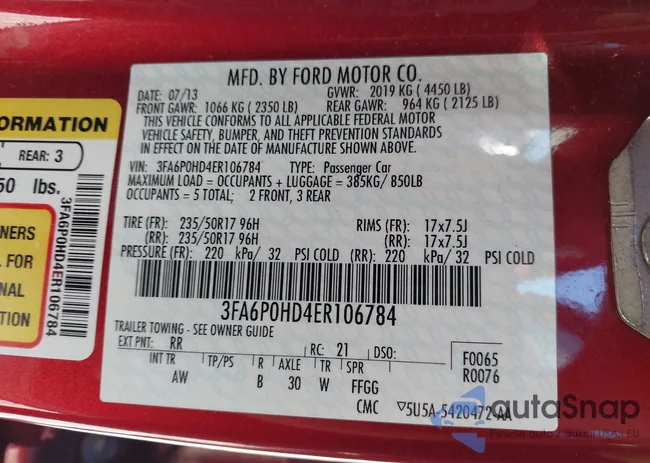 MFD. BY FORD MOTOR CO.
DATE: 07/13 GVWR: 2019 KG ( 4450 LB)
FRONT GAWR: 1066 KG ( 2350 LB) REAR GAWR: 964 KG ( 2125 LB)
THIS VEHICLE CONFORMS TO ALL APPLICABLE FEDERAL MOTOR
VEHICLE SAFETY, BUMPER, AND THEFT PREVENTION STANDARDS
IN EFFECT ON THE DATE OF MANUFACTURE SHOWN ABOVE.
VIN: 3FA6P0HD4ER106784 TYPE: Passenger Car
MAXIMUM LOAD = OCCUPANTS + LUGGAGE = 385KG/ 850LB
OCCUPANTS = 5 TOTAL; 2 FRONT, 3 REAR
TIRE (FR): 235/50R17 96H RIMS (FR): 17x7.5J
(RR): 235/50R17 96H (RR): 17x7.5J
PRESSURE (FR): 220 kPa/ 32 PSI COLD (RR): 220 kPa/ 32 PSI COLD
3FA6P0HD4ER106784
TRAILER TOWING - SEE OWNER GUIDE
EXT PNT: RR RC: 21 DSO: F0065
R0076
INT TR TP/PS R AXLE TR SPR
AW B 30 W FFGG
CMC ▽5U5A-5420472-AA
ORMATION
REAR: 3
50 lbs.
3FA6P0HD4ER106784
NERS
L FOR
NAL
ION
autoSnap